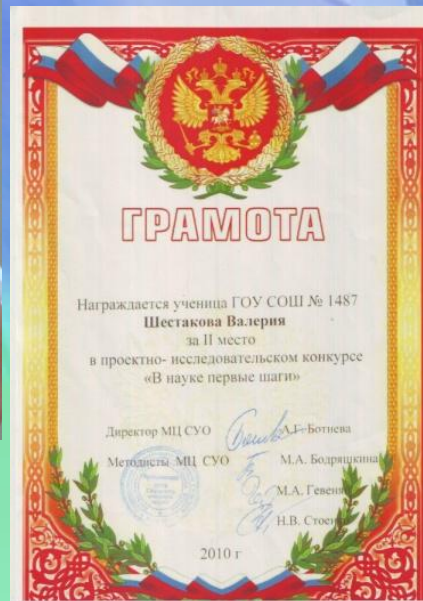 ГРАМОТА
Награждается ученица ГОУ СОШ № 1487
Шестакова Валерия
за II место
в проектно- исследовательском конкурсе
«В науке первые шаги»
Директор МЦ СУО А.Г. Ботнева
Методисты МЦ СУО М.А. Бодряшкина
М.А.
Н.В.
2010 г